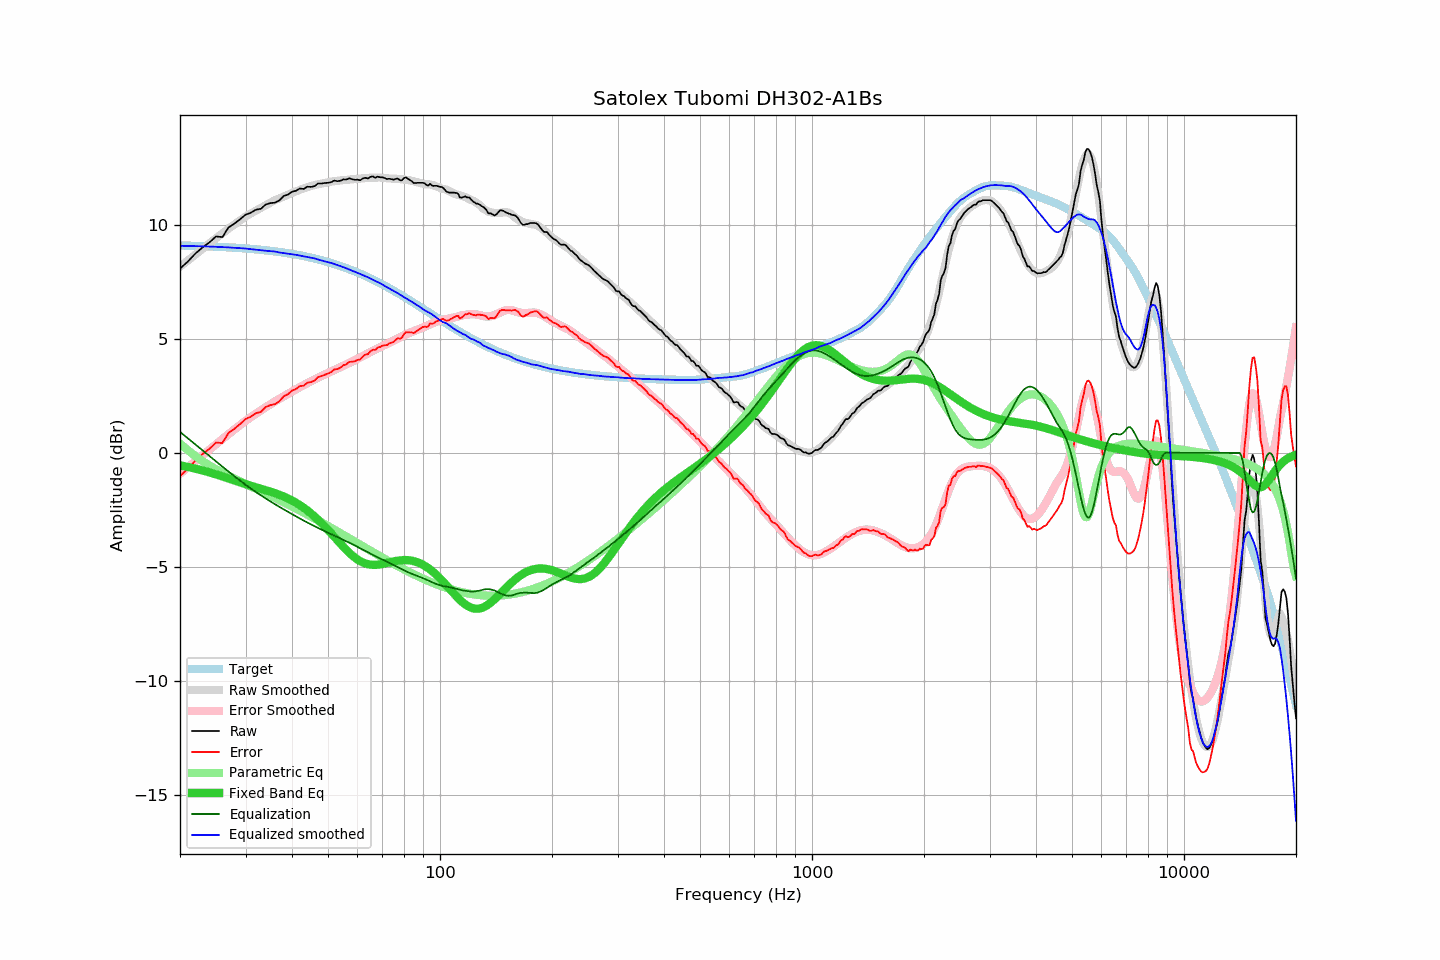 Satolex Tubomi DH302-A1Bs
Amplitude (dBr)
10
5
0
−5
−10
−15
Target
Raw Smoothed
Error Smoothed
Raw
Error
Parametric Eq
Fixed Band Eq
Equalization
Equalized smoothed
100
1000
10000
Frequency (Hz)